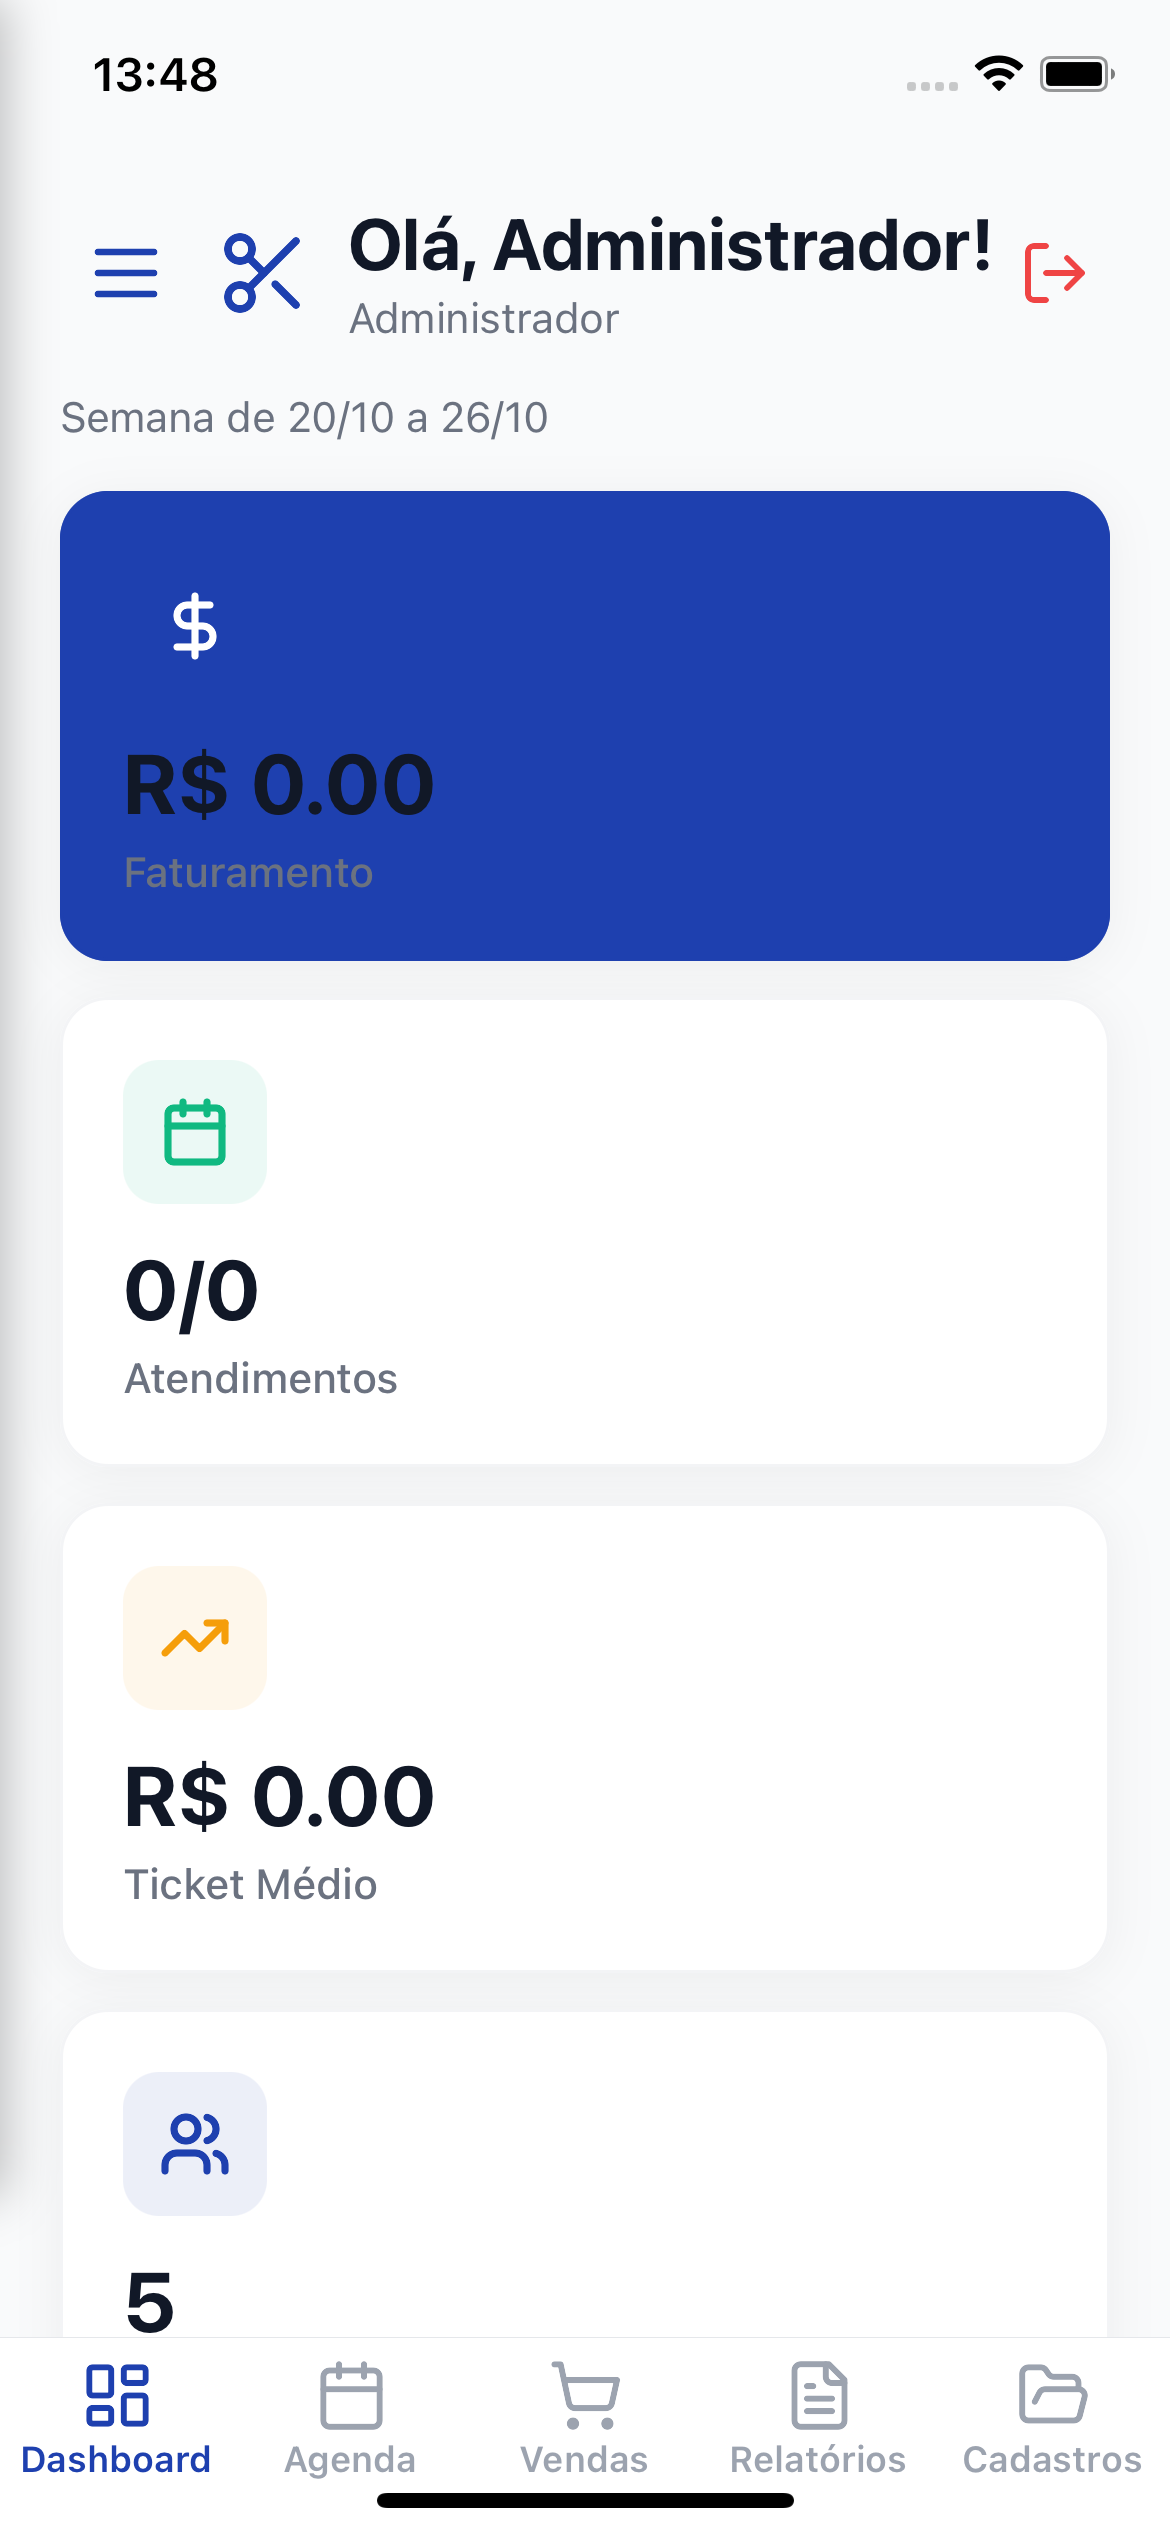 13:48
Olá, Administrador!
Administrador
Semana de 20/10 a 26/10
$
R$ 0.00
Faturamento
0/0
Atendimentos
R$ 0.00
Ticket Médio
5
Dashboard
Agenda
Vendas
Relatórios
Cadastros